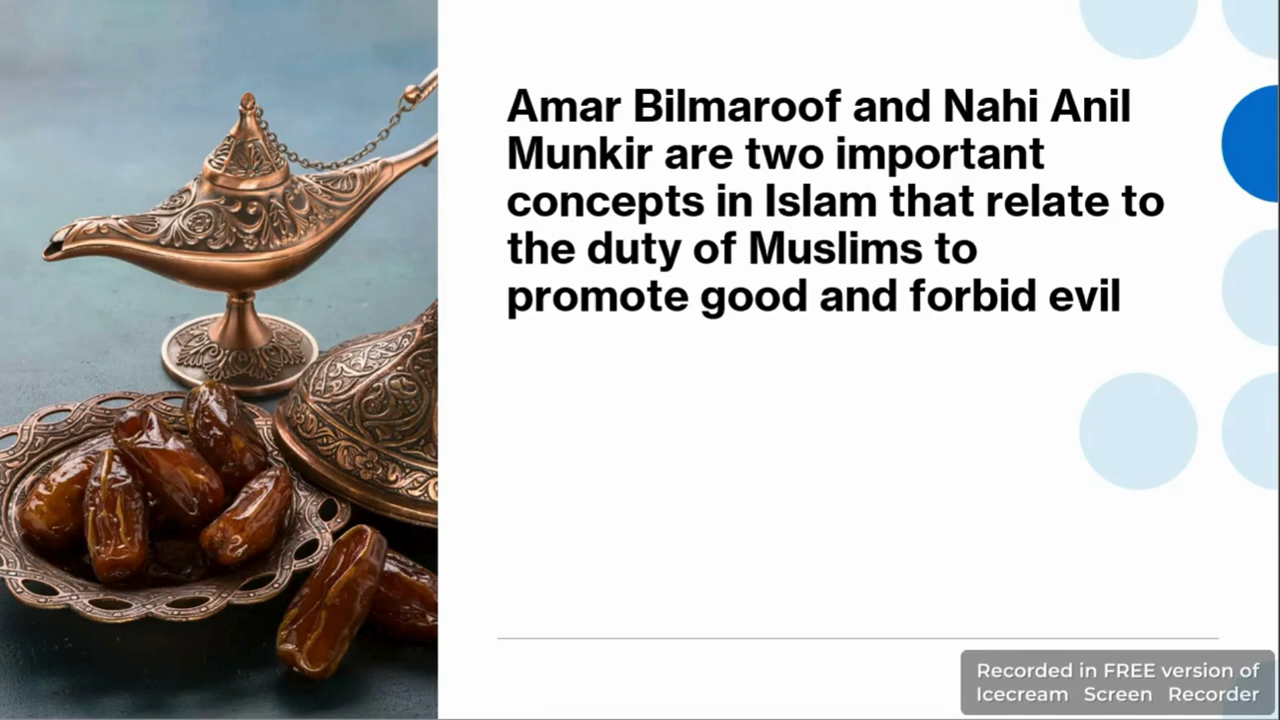 Amar Bilmaroof and Nahi Anil
Munkir are two important
concepts in Islam that relate to
the duty of Muslims to
promote good and forbid evil
Recorded in FREE version of
Icecream Screen Recorder